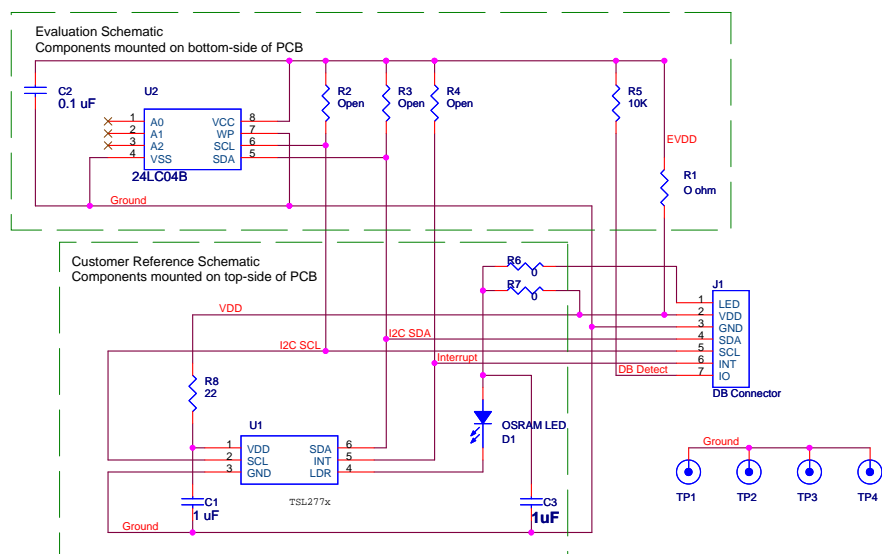 Evaluation Schematic
Components mounted on bottom-side of PCB
C2
0.1 uF
U2
1 A0 VCC 8
2 A1 WP 7
3 A2 SCL 6
4 VSS SDA 5
24LC04B
R2
Open
R3
Open
R4
Open
R5
10K
EVDD
R1
O ohm
Ground
Customer Reference Schematic
Components mounted on top-side of PCB
R6
0
R7
0
VDD
I2C SCL
I2C SDA
Interrupt
DB Detect
J1
1 LED
2 VDD
3 GND
4 SDA
5 SCL
6 INT
7 IO
DB Connector
R8
22
U1
1 VDD SDA 6
2 SCL INT 5
3 GND LDR 4
TSL277x
OSRAM LED
D1
C1
1 uF
C3
1uF
Ground
Ground
TP1 TP2 TP3 TP4